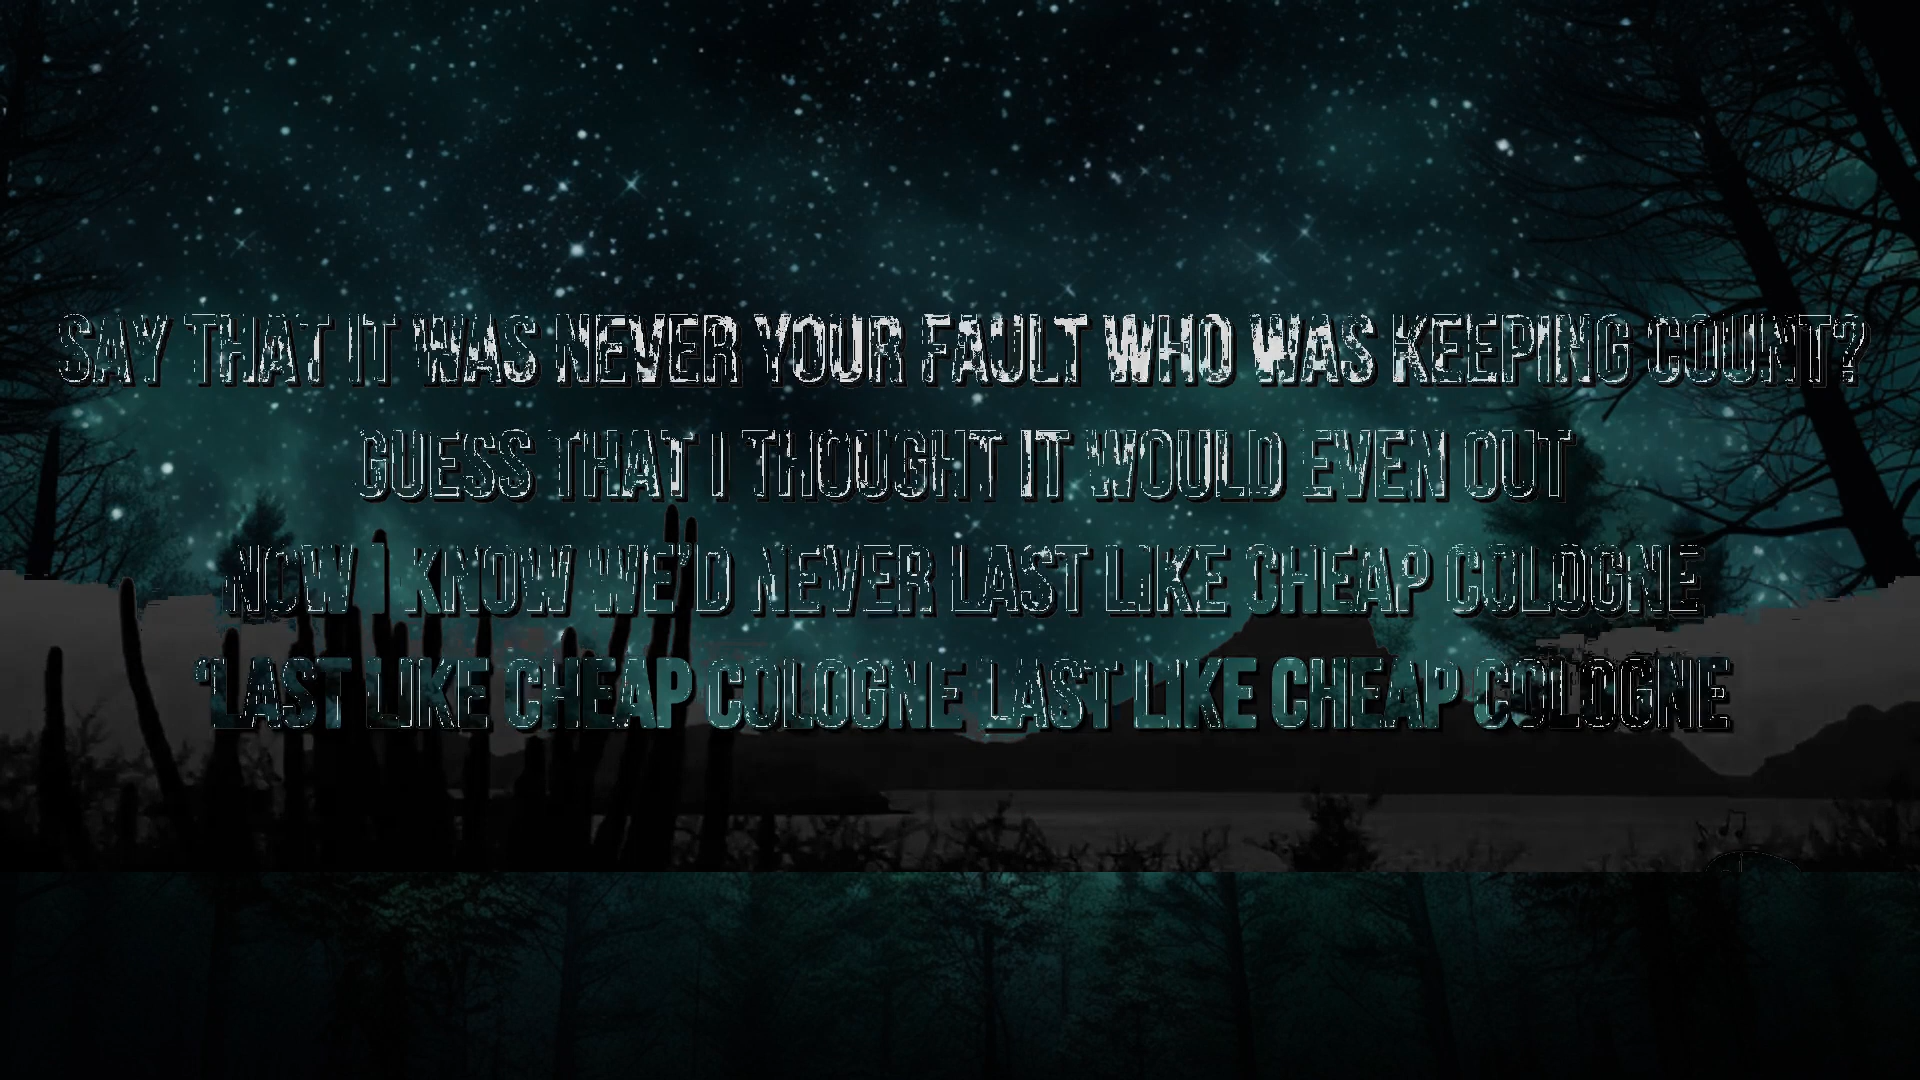 SAY THAT IT WAS NEVER YOUR FAULT WHO WAS KEEPING COUNT?
GUESS THAT I THOUGHT IT WOULD EVEN OUT
NOW I KNOW WE'D NEVER LAST LIKE CHEAP COLOGNE
'LAST LIKE CHEAP COLOGNE LAST LIKE CHEAP COLOGNE